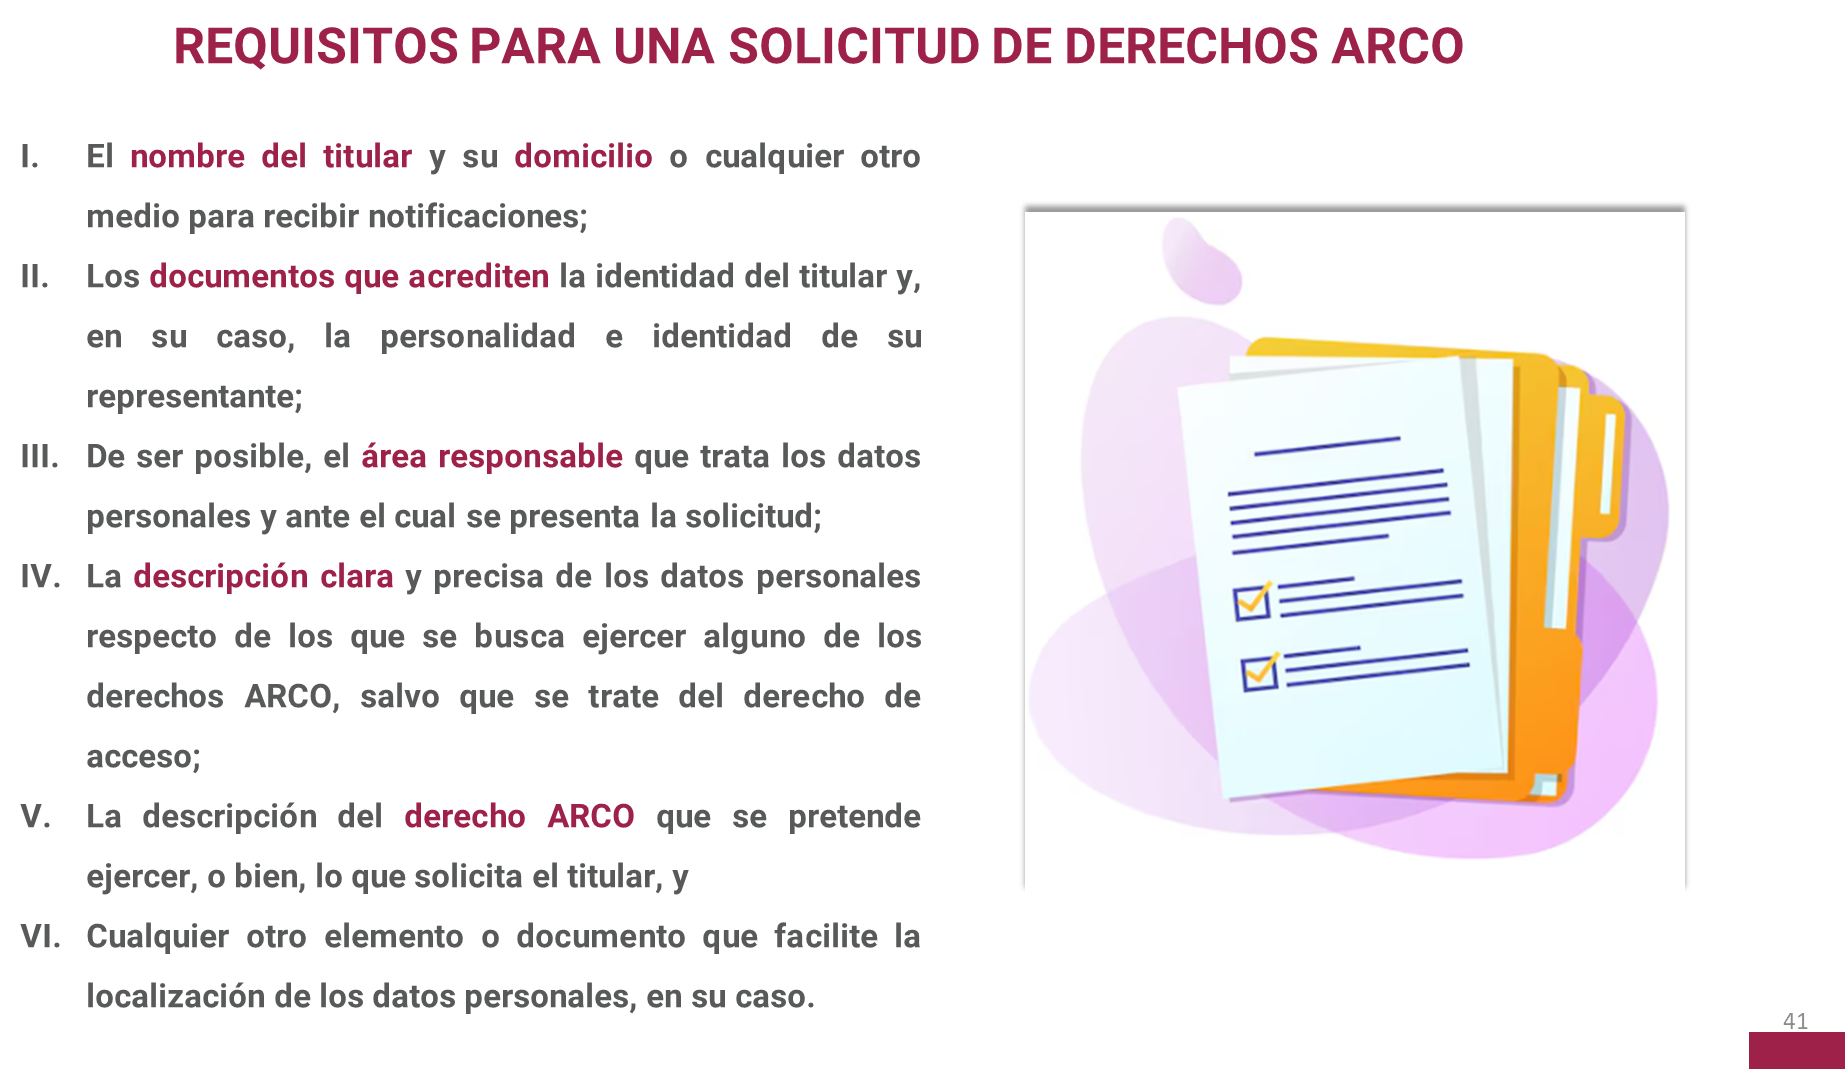 REQUISITOS PARA UNA SOLICITUD DE DERECHOS ARCO
I. El nombre del titular y su domicilio o cualquier otro
medio para recibir notificaciones;
II. Los documentos que acrediten la identidad del titular y,
en su caso, la personalidad e identidad de su
representante;
III. De ser posible, el área responsable que trata los datos
personales y ante el cual se presenta la solicitud;
IV. La descripción clara y precisa de los datos personales
respecto de los que se busca ejercer alguno de los
derechos ARCO, salvo que se trate del derecho de
acceso;
V. La descripción del derecho ARCO que se pretende
ejercer, o bien, lo que solicita el titular, y
VI. Cualquier otro elemento o documento que facilite la
localización de los datos personales, en su caso.
41